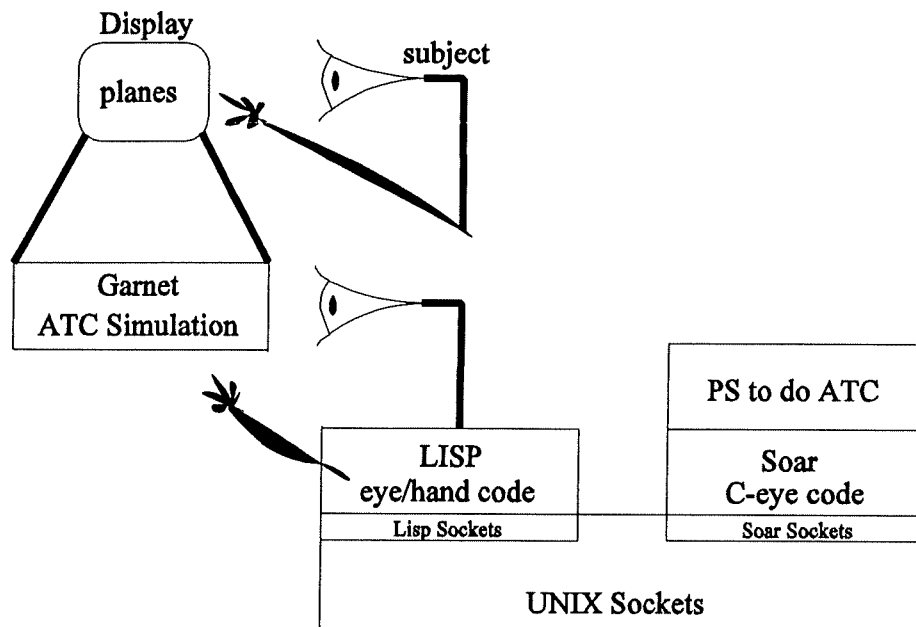 Display
planes
subject
Garnet
ATC Simulation
PS to do ATC
LISP
eye/hand code
Lisp Sockets
Soar
C-eye code
Soar Sockets
UNIX Sockets